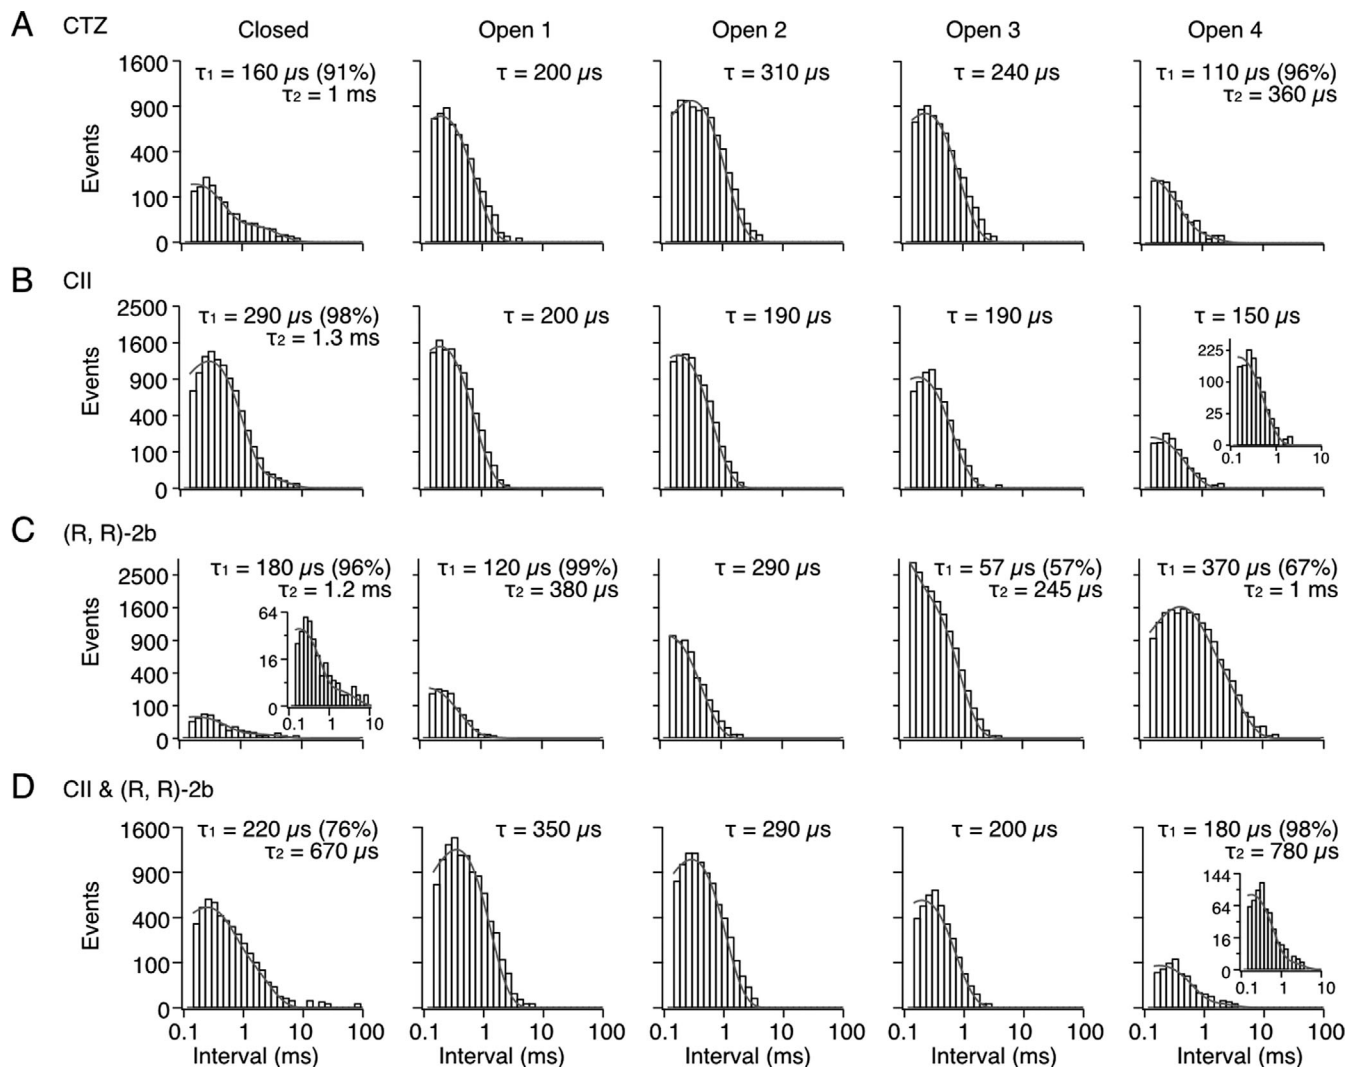 A CTZ
Closed Open 1 Open 2 Open 3 Open 4
τ1 = 160 µs (91%)
τ2 = 1 ms
τ = 200 µs
τ = 310 µs
τ = 240 µs
τ1 = 110 µs (96%)
τ2 = 360 µs
1600
900
400
100
0
Events
B CII
τ1 = 290 µs (98%)
τ2 = 1.3 ms
τ = 200 µs
τ = 190 µs
τ = 190 µs
τ = 150 µs
2500
1600
900
400
100
0
Events
225
100
25
0
0.1 1 10
C (R, R)-2b
τ1 = 180 µs (96%)
τ2 = 1.2 ms
τ1 = 120 µs (99%)
τ2 = 380 µs
τ = 290 µs
τ1 = 57 µs (57%)
τ2 = 245 µs
τ1 = 370 µs (67%)
τ2 = 1 ms
2500
1600
900
400
100
0
Events
64
16
0
0.1 1 10
D CII & (R, R)-2b
τ1 = 220 µs (76%)
τ2 = 670 µs
τ = 350 µs
τ = 290 µs
τ = 200 µs
τ1 = 180 µs (98%)
τ2 = 780 µs
1600
900
400
100
0
Events
144
64
16
0
0.1 1 10
0.1 1 10 100 0.1 1 10 100 0.1 1 10 100 0.1 1 10 100 0.1 1 10 100
Interval (ms) Interval (ms) Interval (ms) Interval (ms) Interval (ms)